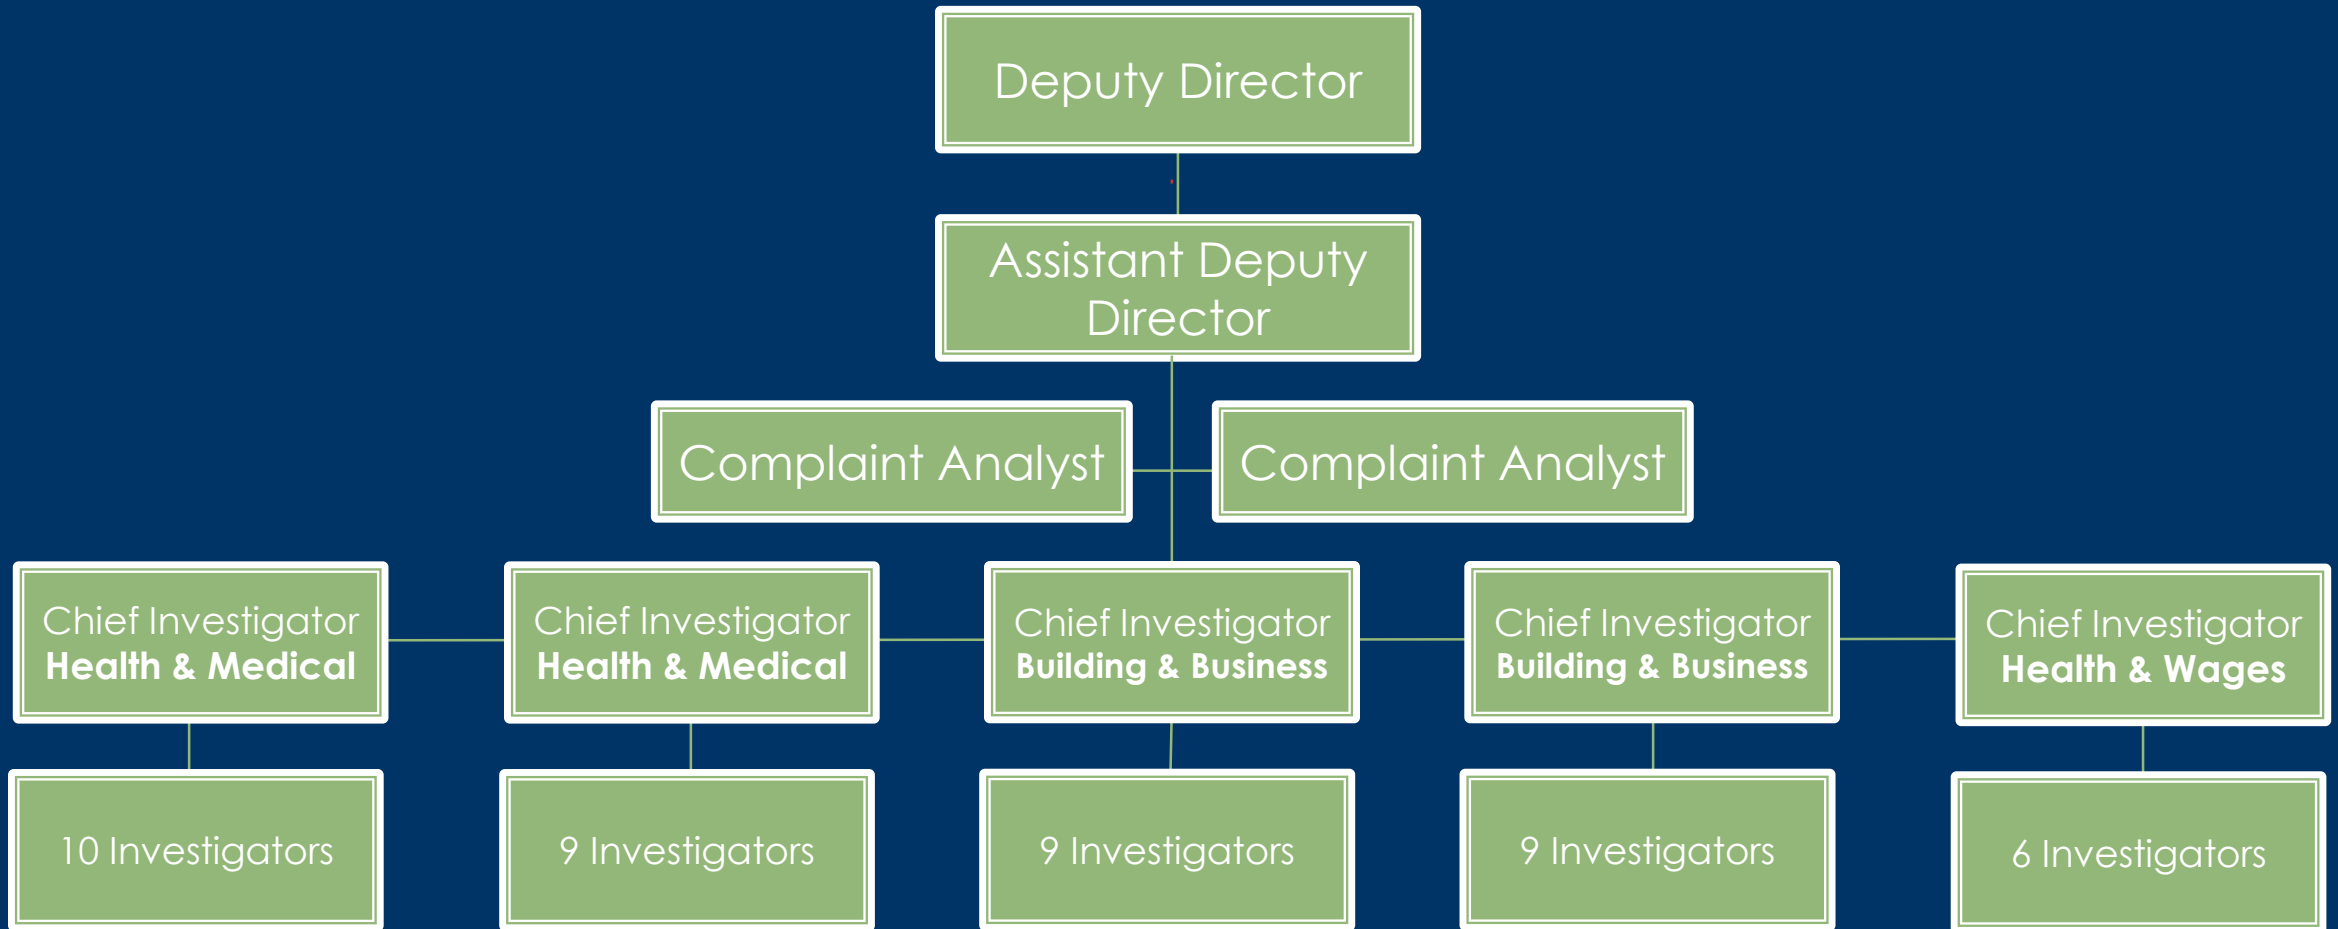 Deputy Director
Assistant Deputy
Director
Complaint Analyst
Complaint Analyst
Chief Investigator
Health & Medical
Chief Investigator
Health & Medical
Chief Investigator
Building & Business
Chief Investigator
Building & Business
Chief Investigator
Health & Wages
10 Investigators
9 Investigators
9 Investigators
9 Investigators
6 Investigators